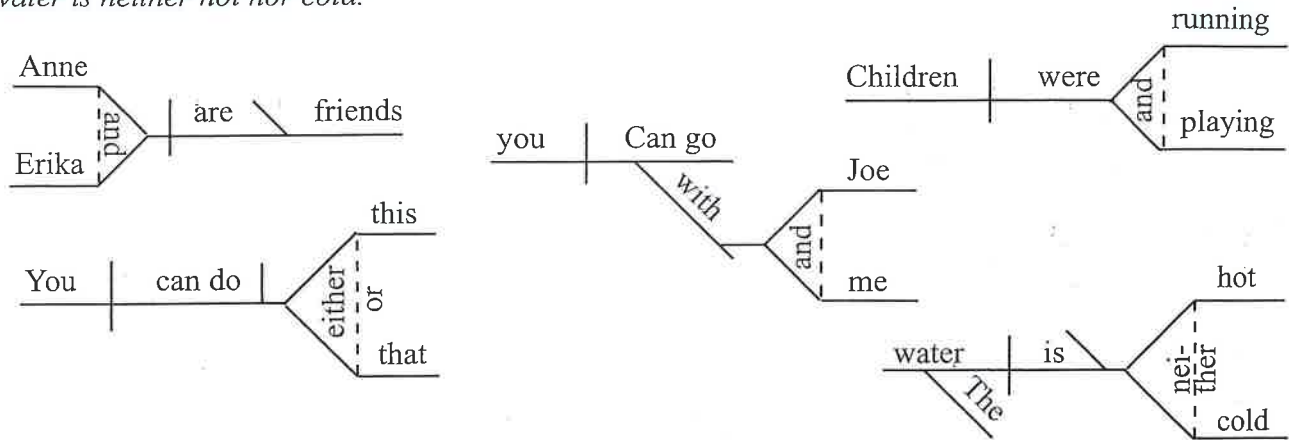 water is neither hot nor cold.
Anne
and
Erika
are
friends
you
Can go
with
Joe
and
me
Children
were
and
running
playing
You
can do
either
or
this
that
water
The
is
nei-
ther
hot
cold